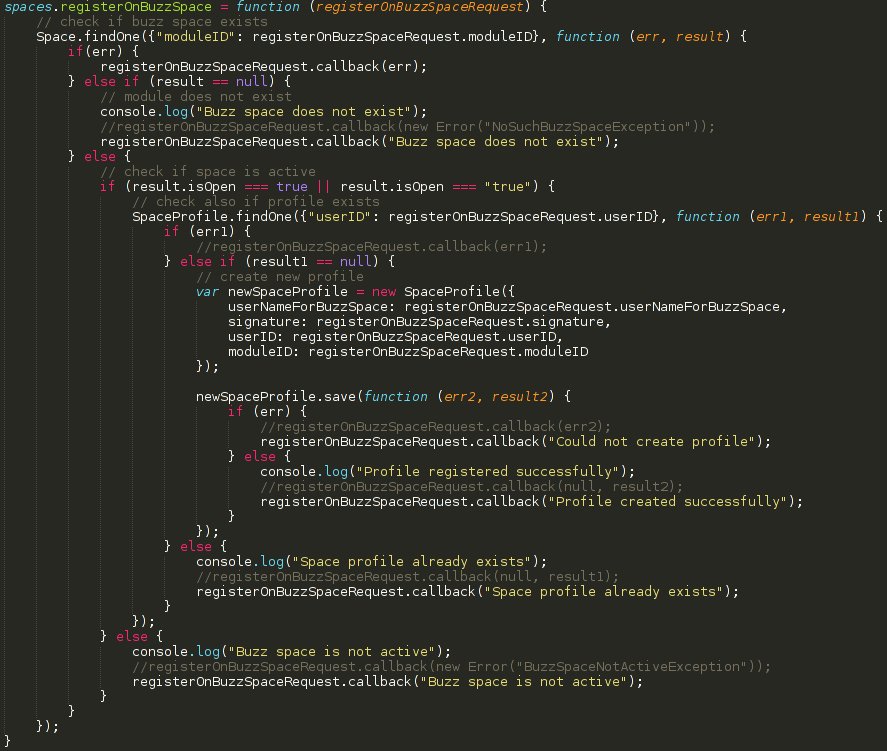 spaces.registerOnBuzzSpace = function (registerOnBuzzSpaceRequest) {
    // check if buzz space exists
    Space.findOne({"moduleID": registerOnBuzzSpaceRequest.moduleID}, function (err, result) {
        if(err) {
            registerOnBuzzSpaceRequest.callback(err);
        } else if (result == null) {
            // module does not exist
            console.log("Buzz space does not exist");
            //registerOnBuzzSpaceRequest.callback(new Error("NoSuchBuzzSpaceException"));
            registerOnBuzzSpaceRequest.callback("Buzz space does not exist");
        } else {
            // check if space is active
            if (result.isOpen === true || result.isOpen === "true") {
                // check also if profile exists
                SpaceProfile.findOne({"userID": registerOnBuzzSpaceRequest.userID}, function (err1, result1) {
                    if (err1) {
                        //registerOnBuzzSpaceRequest.callback(err1);
                    } else if (result1 == null) {
                        // create new profile
                        var newSpaceProfile = new SpaceProfile({
                            userNameForBuzzSpace: registerOnBuzzSpaceRequest.userNameForBuzzSpace,
                            signature: registerOnBuzzSpaceRequest.signature,
                            userID: registerOnBuzzSpaceRequest.userID,
                            moduleID: registerOnBuzzSpaceRequest.moduleID
                        });

                        newSpaceProfile.save(function (err2, result2) {
                            if (err) {
                                //registerOnBuzzSpaceRequest.callback(err2);
                                registerOnBuzzSpaceRequest.callback("Could not create profile");
                            } else {
                                console.log("Profile registered successfully");
                                //registerOnBuzzSpaceRequest.callback(null, result2);
                                registerOnBuzzSpaceRequest.callback("Profile created successfully");
                            }
                        });
                    } else {
                        console.log("Space profile already exists");
                        //registerOnBuzzSpaceRequest.callback(null, result1);
                        registerOnBuzzSpaceRequest.callback("Space profile already exists");
                    }
                });
            } else {
                console.log("Buzz space is not active");
                //registerOnBuzzSpaceRequest.callback(new Error("BuzzSpaceNotActiveException"));
                registerOnBuzzSpaceRequest.callback("Buzz space is not active");
            }
        }
    });
}